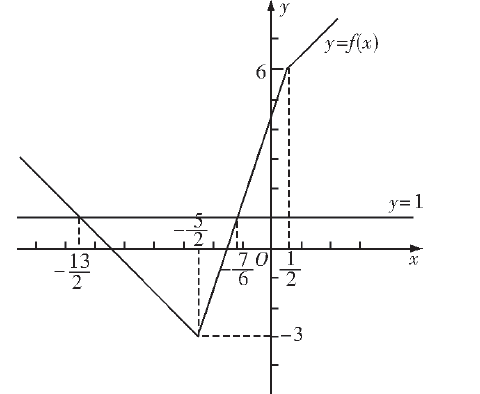 y
y=f(x)
6
y=1
-5/2
-13/2
-7/6
O
1/2
x
-3